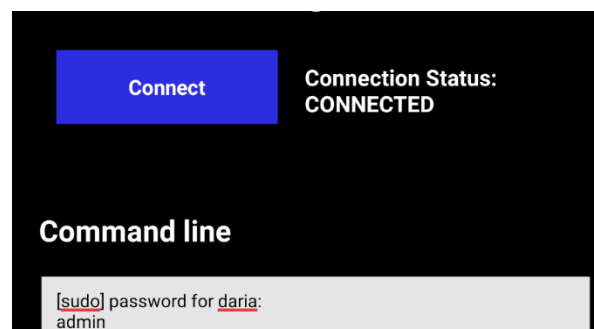 Connect
Connection Status:
CONNECTED
Command line
[sudo] password for daria:
admin